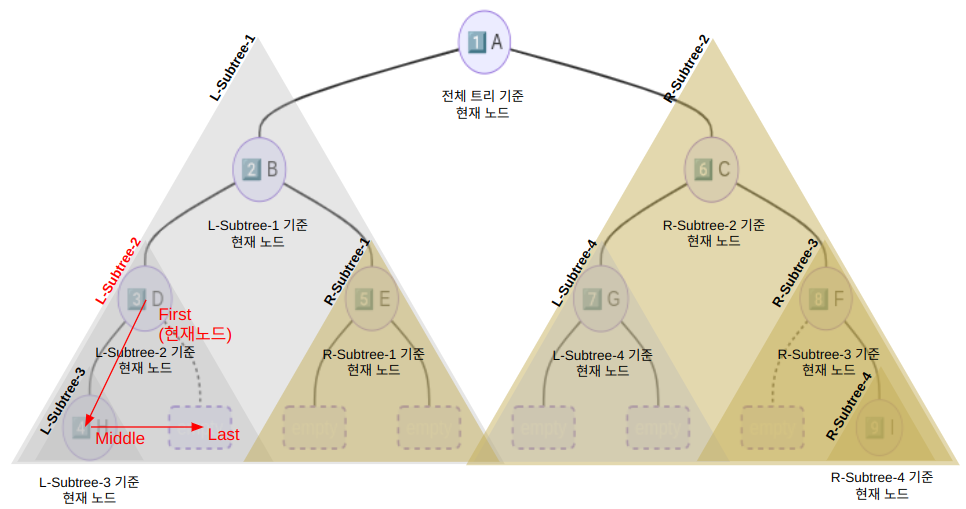 1 A
L-Subtree-1
R-Subtree-2
전체 트리 기준
현재 노드
2 B
6 C
L-Subtree-1 기준
현재 노드
R-Subtree-2 기준
현재 노드
L-Subtree-2
R-Subtree-1
L-Subtree-4
R-Subtree-3
3 D
5 E
7 G
8 F
First
(현재노드)
L-Subtree-2 기준
현재 노드
R-Subtree-1 기준
현재 노드
L-Subtree-4 기준
현재 노드
R-Subtree-3 기준
현재 노드
L-Subtree-3
R-Subtree-4
4 H
Middle
Last
9 I
L-Subtree-3 기준
현재 노드
R-Subtree-4 기준
현재 노드